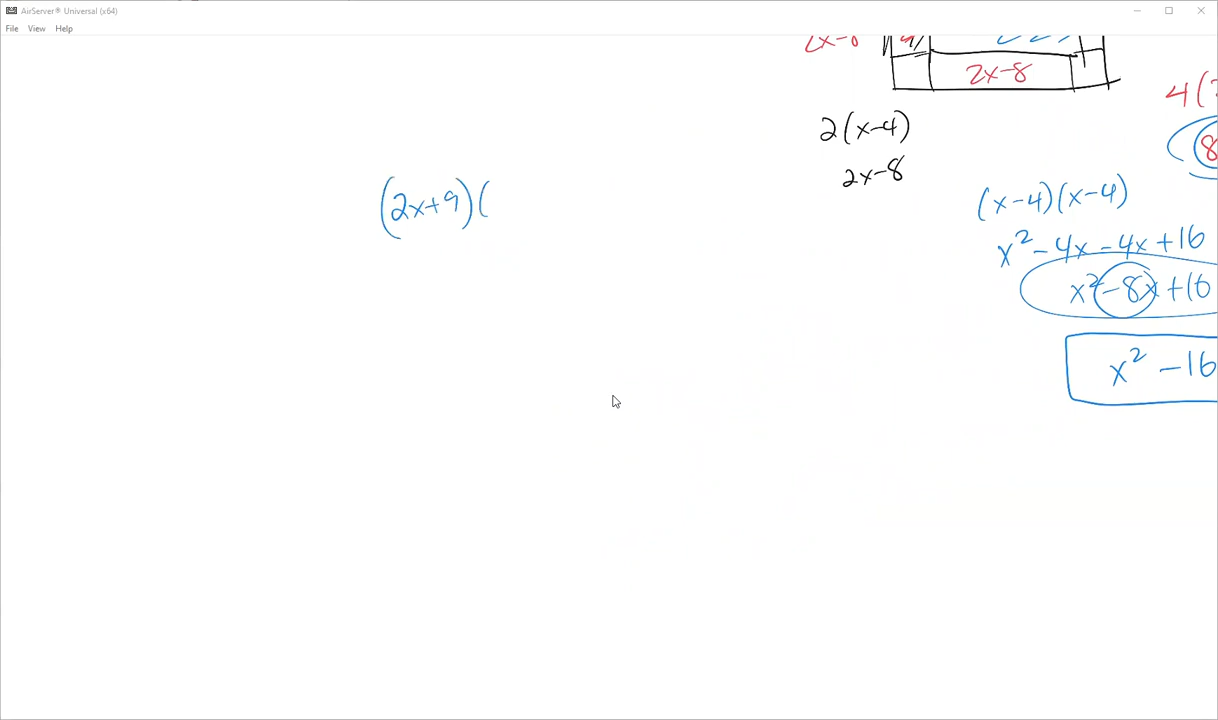 AirServer® Universal (x64)
File View Help
2x-8
4(
2(x-4)
2x-8
8
(2x+9)(
(x-4)(x-4)
x² - 4x - 4x + 16
x² - 8x + 16
x² - 16